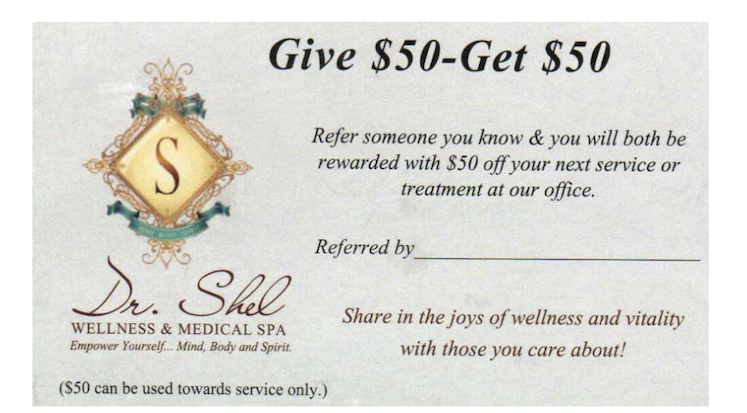 Give $50-Get $50
Refer someone you know & you will both be
rewarded with $50 off your next service or
treatment at our office.
S
Referred by
Dr. Shel
WELLNESS & MEDICAL SPA
Empower Yourself... Mind, Body and Spirit.
Share in the joys of wellness and vitality
with those you care about!
($50 can be used towards service only.)